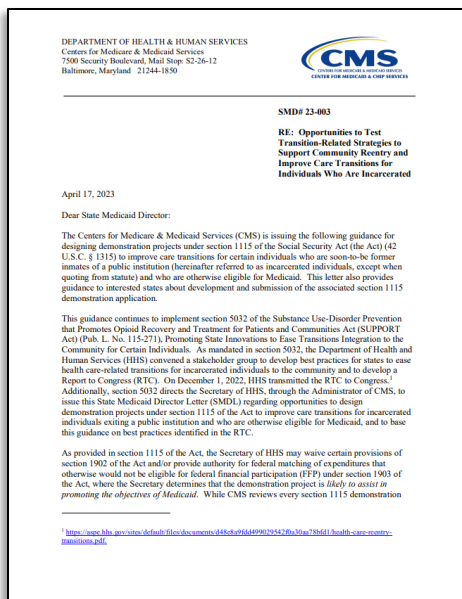 DEPARTMENT OF HEALTH & HUMAN SERVICES
Centers for Medicare & Medicaid Services
7500 Security Boulevard, Mail Stop: S2-26-12
Baltimore, Maryland 21244-1850
CMS
CENTERS FOR MEDICARE & MEDICAID SERVICES
CENTER FOR MEDICAID & CHIP SERVICES
SMD# 23-003
RE: Opportunities to Test
Transition-Related Strategies to
Support Community Reentry and
Improve Care Transitions for
Individuals Who Are Incarcerated
April 17, 2023
Dear State Medicaid Director:
The Centers for Medicare & Medicaid Services (CMS) is issuing the following guidance for
designing demonstration projects under section 1115 of the Social Security Act (the Act) (42
U.S.C. § 1315) to improve care transitions for certain individuals who are soon-to-be former
inmates of a public institution (hereinafter referred to as incarcerated individuals, except when
quoting from statute) and who are otherwise eligible for Medicaid. This letter also provides
guidance to interested states about development and submission of the associated section 1115
demonstration application.
This guidance continues to implement section 5032 of the Substance Use-Disorder Prevention
that Promotes Opioid Recovery and Treatment for Patients and Communities Act (SUPPORT
Act) (Pub. L. No. 115-271), Promoting State Innovations to Ease Transitions Integration to the
Community for Certain Individuals. As mandated in section 5032, the Department of Health and
Human Services (HHS) convened a stakeholder group to develop best practices for states to ease
health care-related transitions for incarcerated individuals to the community and to develop a
Report to Congress (RTC). On December 1, 2022, HHS transmitted the RTC to Congress.1
Additionally, section 5032 directs the Secretary of HHS, through the Administrator of CMS, to
issue this State Medicaid Director Letter (SMDL) regarding opportunities to design
demonstration projects under section 1115 of the Act to improve care transitions for incarcerated
individuals exiting a public institution and who are otherwise eligible for Medicaid, and to base
this guidance on best practices identified in the RTC.
As provided in section 1115 of the Act, the Secretary of HHS may waive certain provisions of
section 1902 of the Act and/or provide authority for federal matching of expenditures that
otherwise would not be eligible for federal financial participation (FFP) under section 1903 of
the Act, where the Secretary determines that the demonstration project is likely to assist in
promoting the objectives of Medicaid. While CMS reviews every section 1115 demonstration
1 https://aspe.hhs.gov/sites/default/files/documents/d48e8a9fdd499029542f0a30aa78bfd1/health-care-reentry-
transitions.pdf.